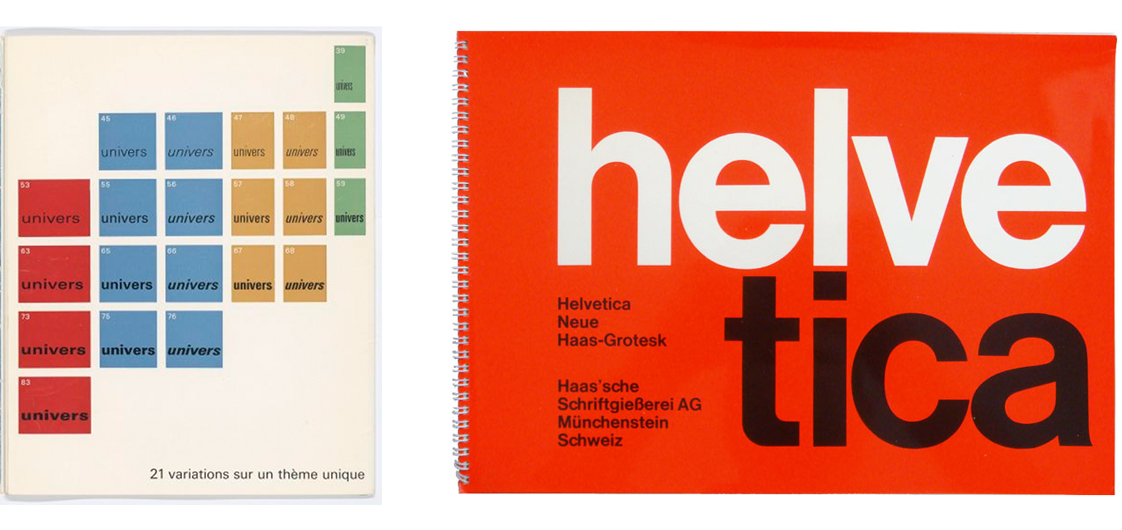 39
univers
45
univers
46
univers
47
univers
48
univers
49
univers
53
univers
55
univers
56
univers
57
univers
58
univers
59
univers
63
univers
65
univers
66
univers
67
univers
68
univers
73
univers
75
univers
76
univers
83
univers
21 variations sur un thème unique
helve
tica
Helvetica
Neue
Haas-Grotesk
Haas'sche
Schriftgießerei AG
Münchenstein
Schweiz